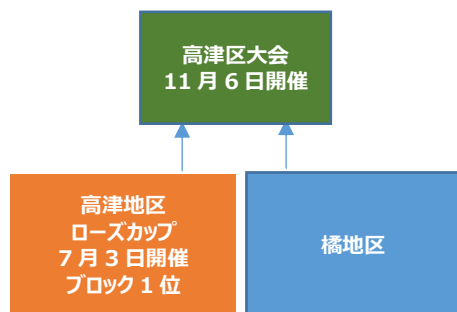 高津区大会
11月6日開催
高津地区
ローズカップ
7月3日開催
ブロック1位
橘地区